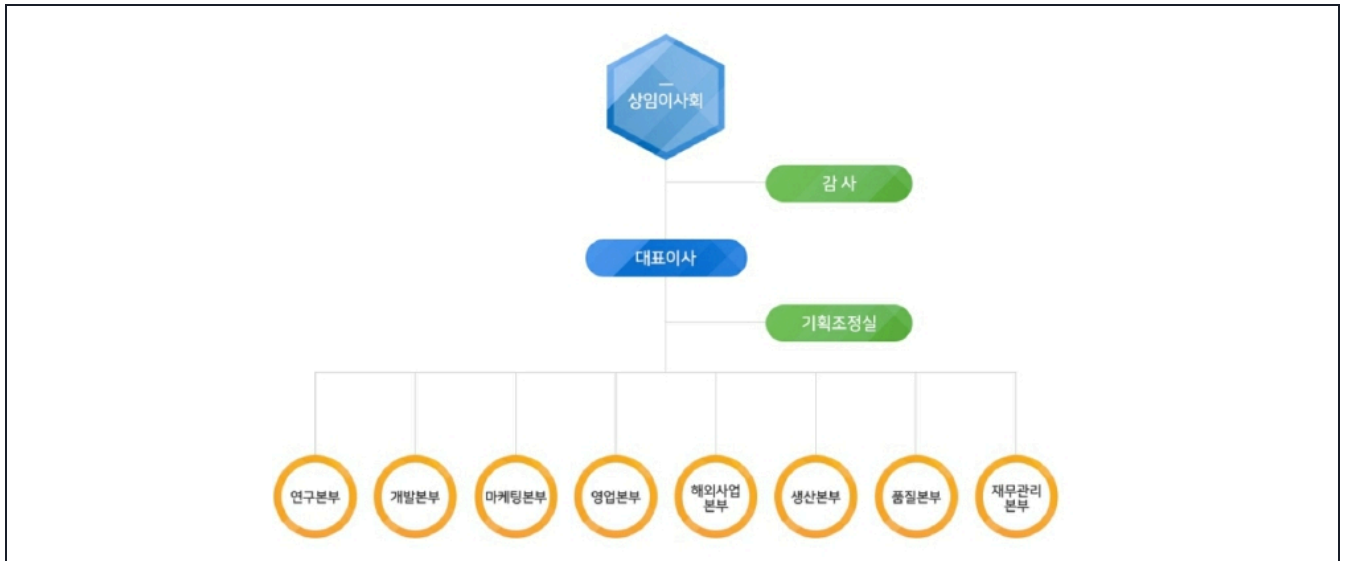 상임이사회
감 사
대표이사
기획조정실
연구본부
개발본부
마케팅본부
영업본부
해외사업
본부
생산본부
품질본부
재무관리
본부